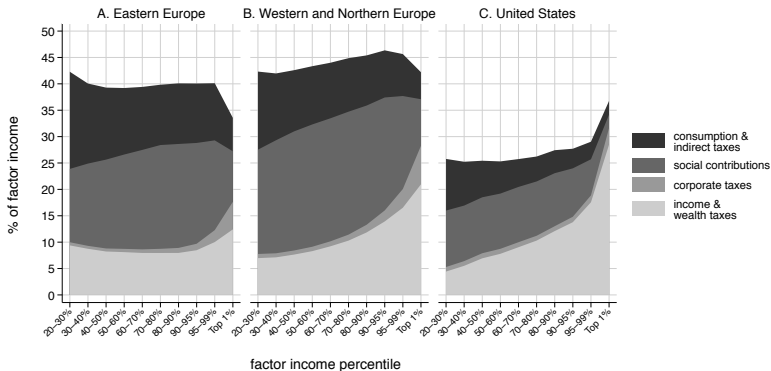 A. Eastern Europe
B. Western and Northern Europe
C. United States
% of factor income
50
45
40
35
30
25
20
15
10
5
0
20–30%
30–40%
40–50%
50–60%
60–70%
70–80%
80–90%
90–95%
95–99%
Top 1%
20–30%
30–40%
40–50%
50–60%
60–70%
70–80%
80–90%
90–95%
95–99%
Top 1%
20–30%
30–40%
40–50%
50–60%
60–70%
70–80%
80–90%
90–95%
95–99%
Top 1%
factor income percentile
consumption &
indirect taxes
social contributions
corporate taxes
income &
wealth taxes